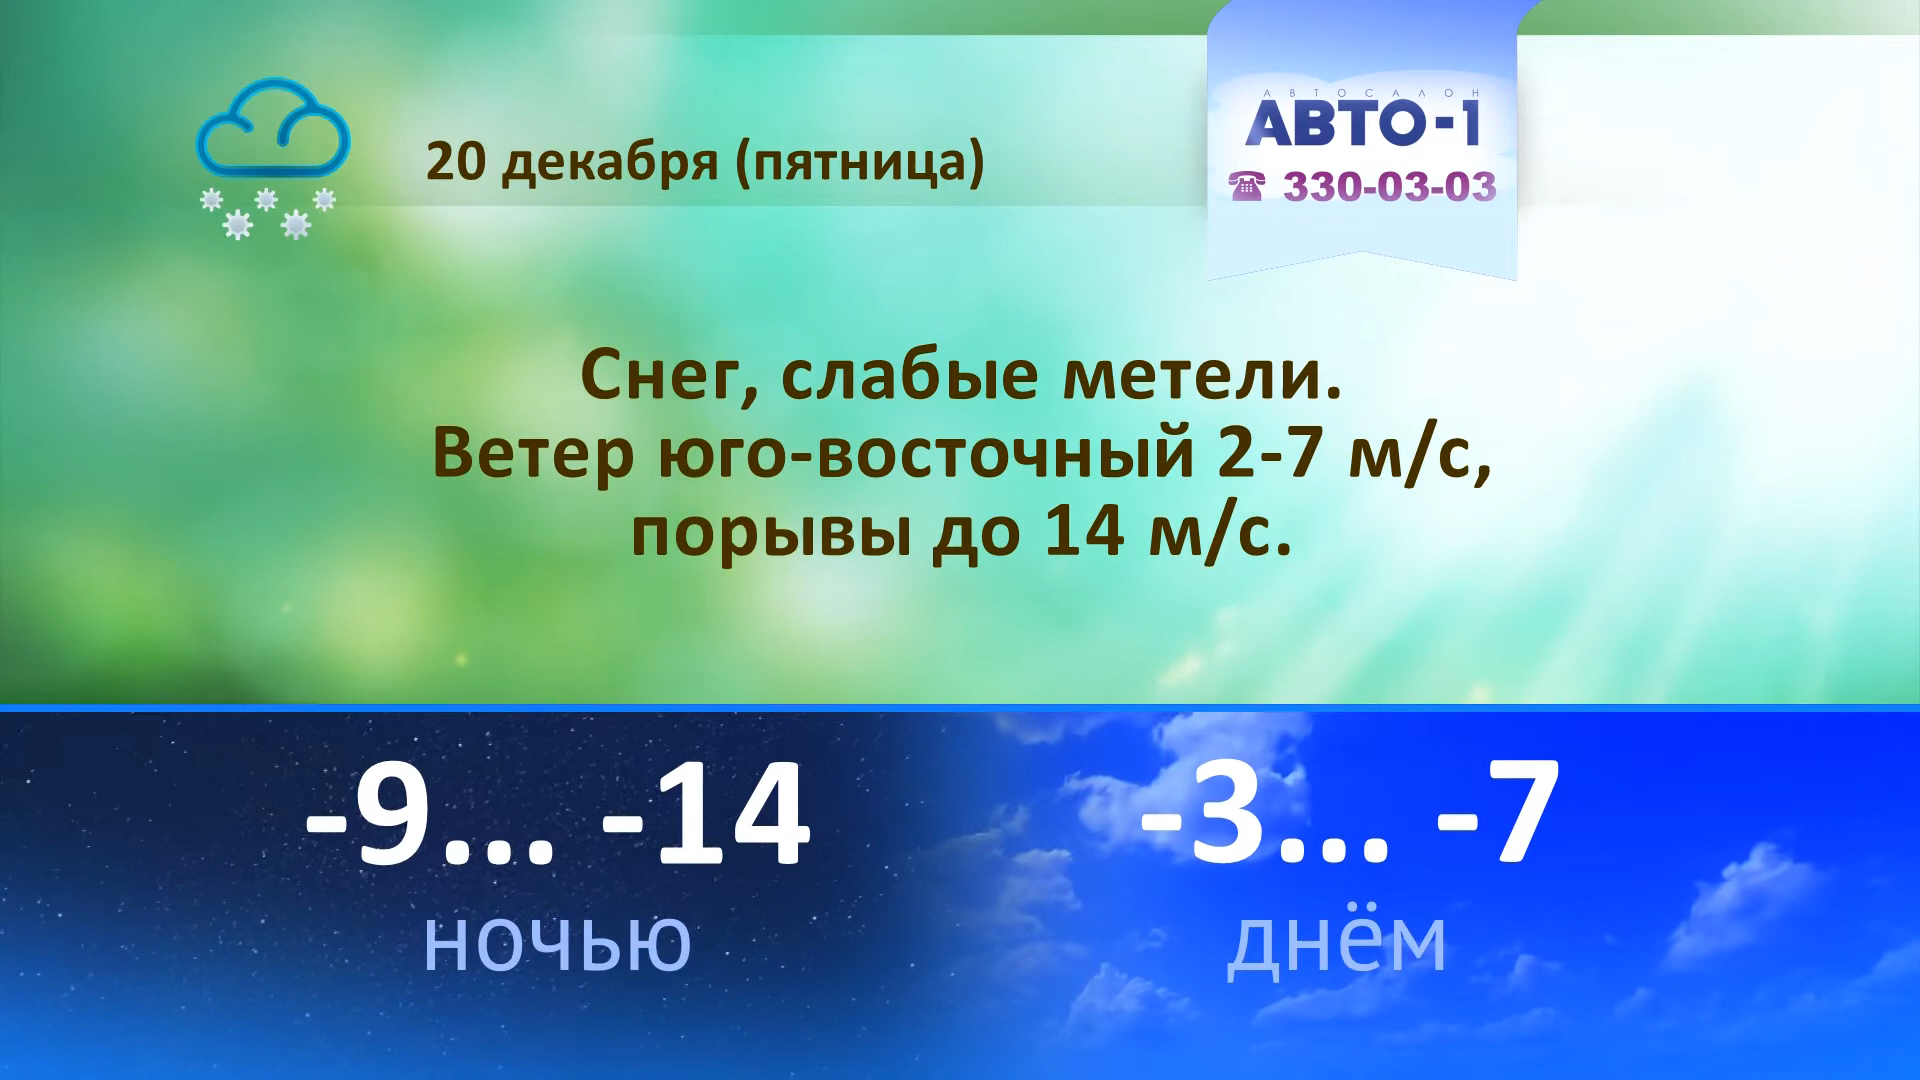 20 декабря (пятница)
АВТОСАЛОН
АВТО-1
☎ 330-03-03
Снег, слабые метели.
Ветер юго-восточный 2-7 м/с,
порывы до 14 м/с.
-9... -14
ночью
-3... -7
днём